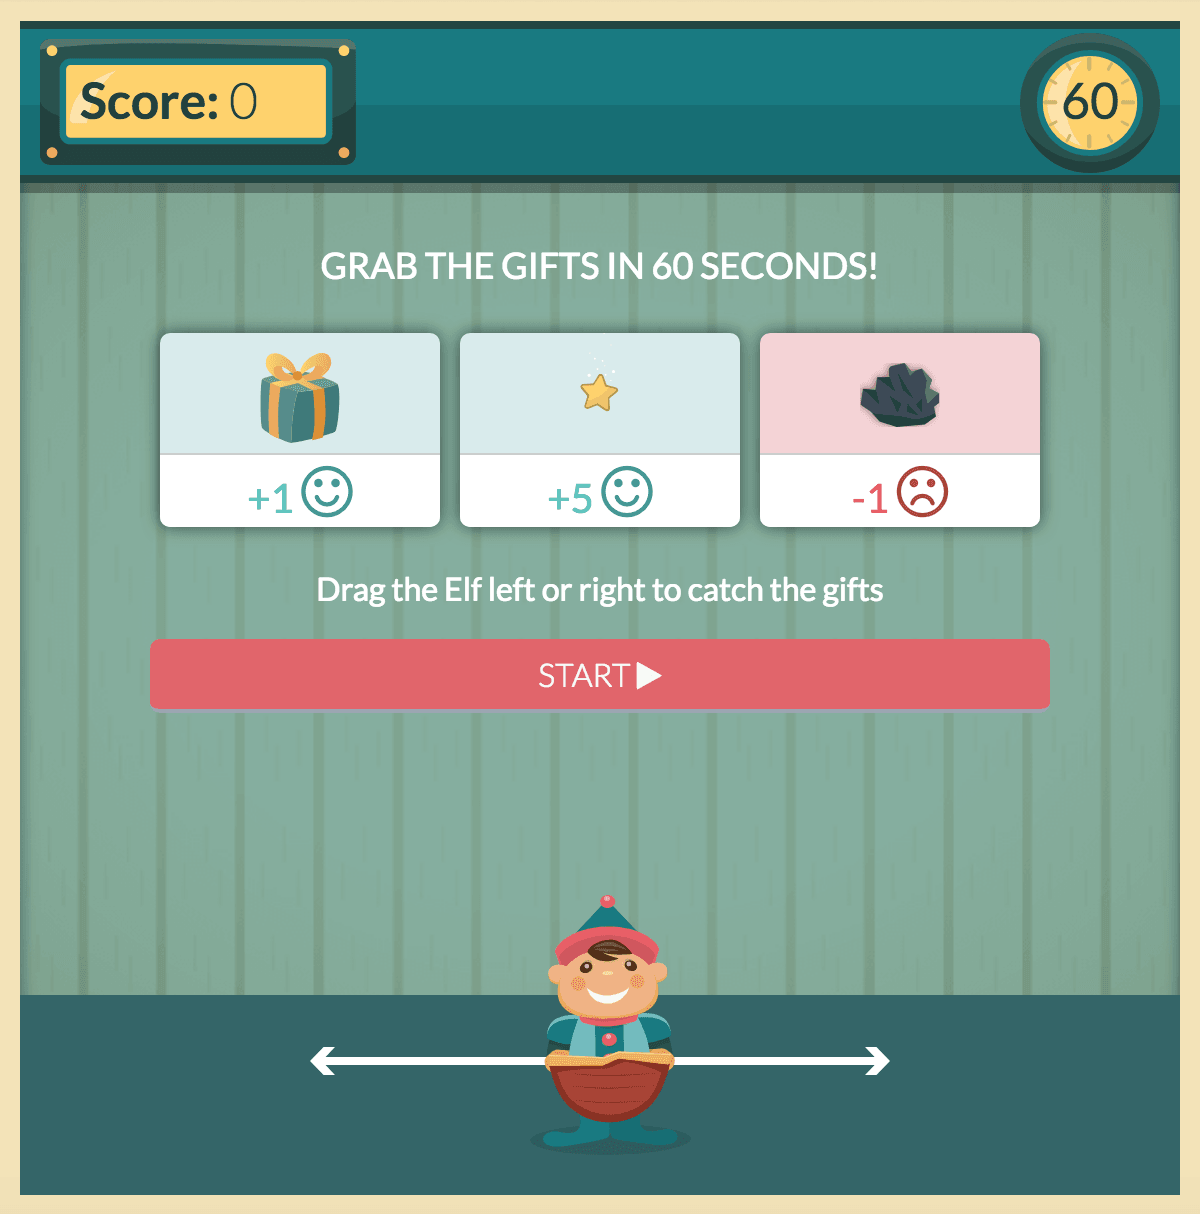 Score: 0
60
GRAB THE GIFTS IN 60 SECONDS!
+1
+5
-1
Drag the Elf left or right to catch the gifts
START